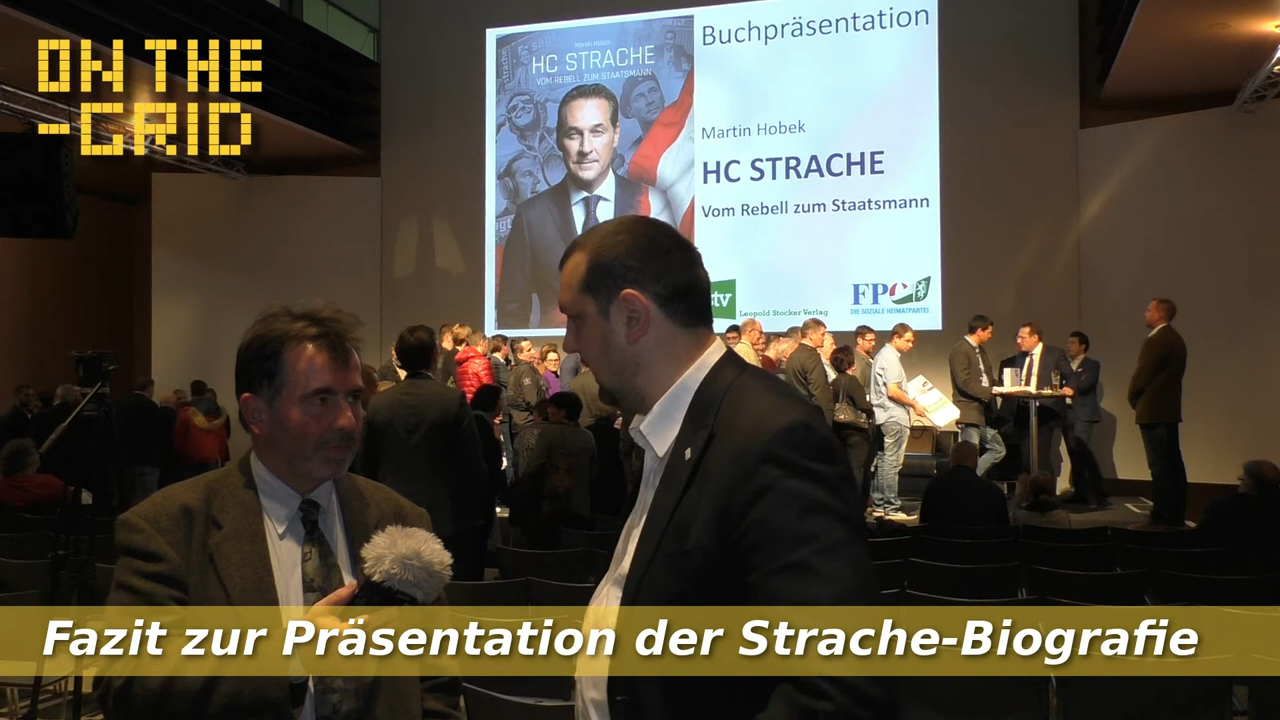 ON THE
-GRID
Buchpräsentation
Martin Hobek
HC STRACHE
VOM REBELL ZUM STAATSMANN
Martin Hobek
HC STRACHE
Vom Rebell zum Staatsmann
stv
Leopold Stocker Verlag
FPÖ
DIE SOZIALE HEIMATPARTEI
Fazit zur Präsentation der Strache-Biografie